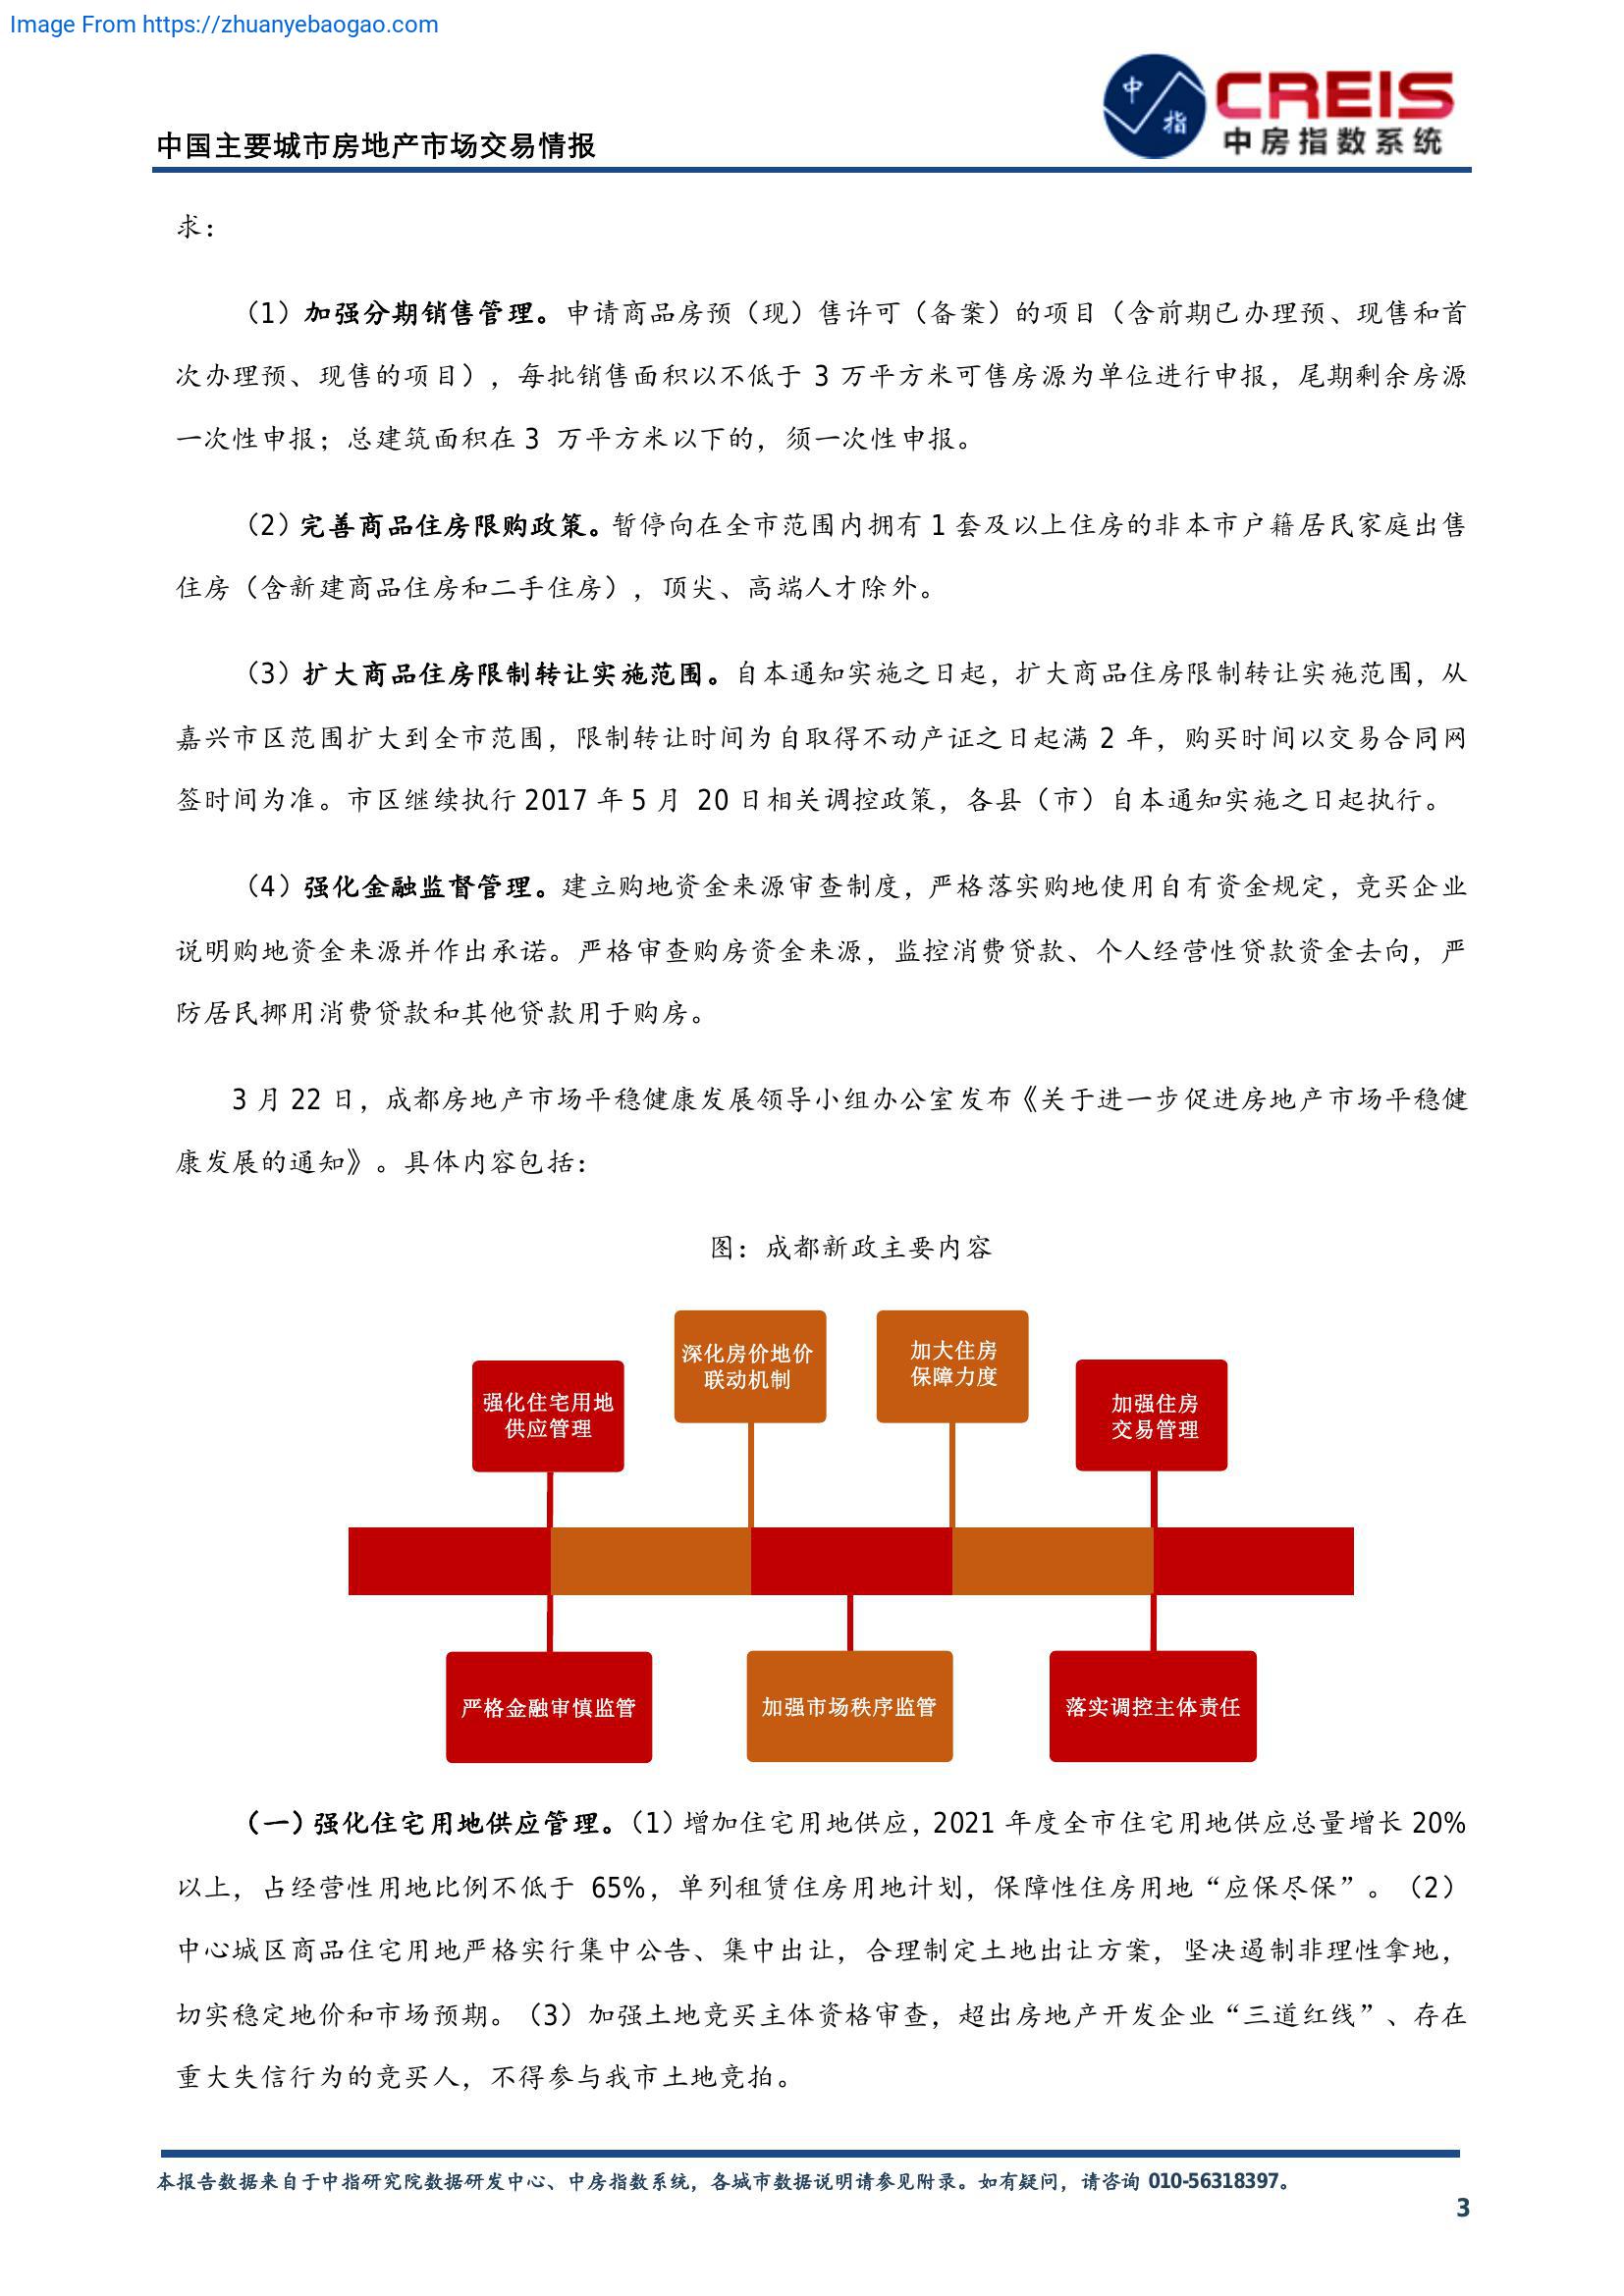 Image From https://zhuanyebaogao.com
中 指
CREIS
中房指数系统
中国主要城市房地产市场交易情报
求：
（1）加强分期销售管理。申请商品房预（现）售许可（备案）的项目（含前期已办理预、现售和首
次办理预、现售的项目），每批销售面积以不低于 3 万平方米可售房源为单位进行申报，尾期剩余房源
一次性申报；总建筑面积在 3 万平方米以下的，须一次性申报。
（2）完善商品住房限购政策。暂停向在全市范围内拥有 1 套及以上住房的非本市户籍居民家庭出售
住房（含新建商品住房和二手住房），顶尖、高端人才除外。
（3）扩大商品住房限制转让实施范围。自本通知实施之日起，扩大商品住房限制转让实施范围，从
嘉兴市区范围扩大到全市范围，限制转让时间为自取得不动产证之日起满 2 年，购买时间以交易合同网
签时间为准。市区继续执行 2017 年 5 月 20 日相关调控政策，各县（市）自本通知实施之日起执行。
（4）强化金融监督管理。建立购地资金来源审查制度，严格落实购地使用自有资金规定，竞买企业
说明购地资金来源并作出承诺。严格审查购房资金来源，监控消费贷款、个人经营性贷款资金去向，严
防居民挪用消费贷款和其他贷款用于购房。
3 月 22 日，成都房地产市场平稳健康发展领导小组办公室发布《关于进一步促进房地产市场平稳健
康发展的通知》。具体内容包括：
图：成都新政主要内容
强化住宅用地
供应管理
深化房价地价
联动机制
加大住房
保障力度
加强住房
交易管理
严格金融审慎监管
加强市场秩序监管
落实调控主体责任
（一）强化住宅用地供应管理。（1）增加住宅用地供应，2021 年度全市住宅用地供应总量增长 20%
以上，占经营性用地比例不低于 65%，单列租赁住房用地计划，保障性住房用地“应保尽保”。（2）
中心城区商品住宅用地严格实行集中公告、集中出让，合理制定土地出让方案，坚决遏制非理性拿地，
切实稳定地价和市场预期。（3）加强土地竞买主体资格审查，超出房地产开发企业“三道红线”、存在
重大失信行为的竞买人，不得参与我市土地竞拍。
本报告数据来自于中指研究院数据研发中心、中房指数系统，各城市数据说明请参见附录。如有疑问，请咨询 010-56318397。
3